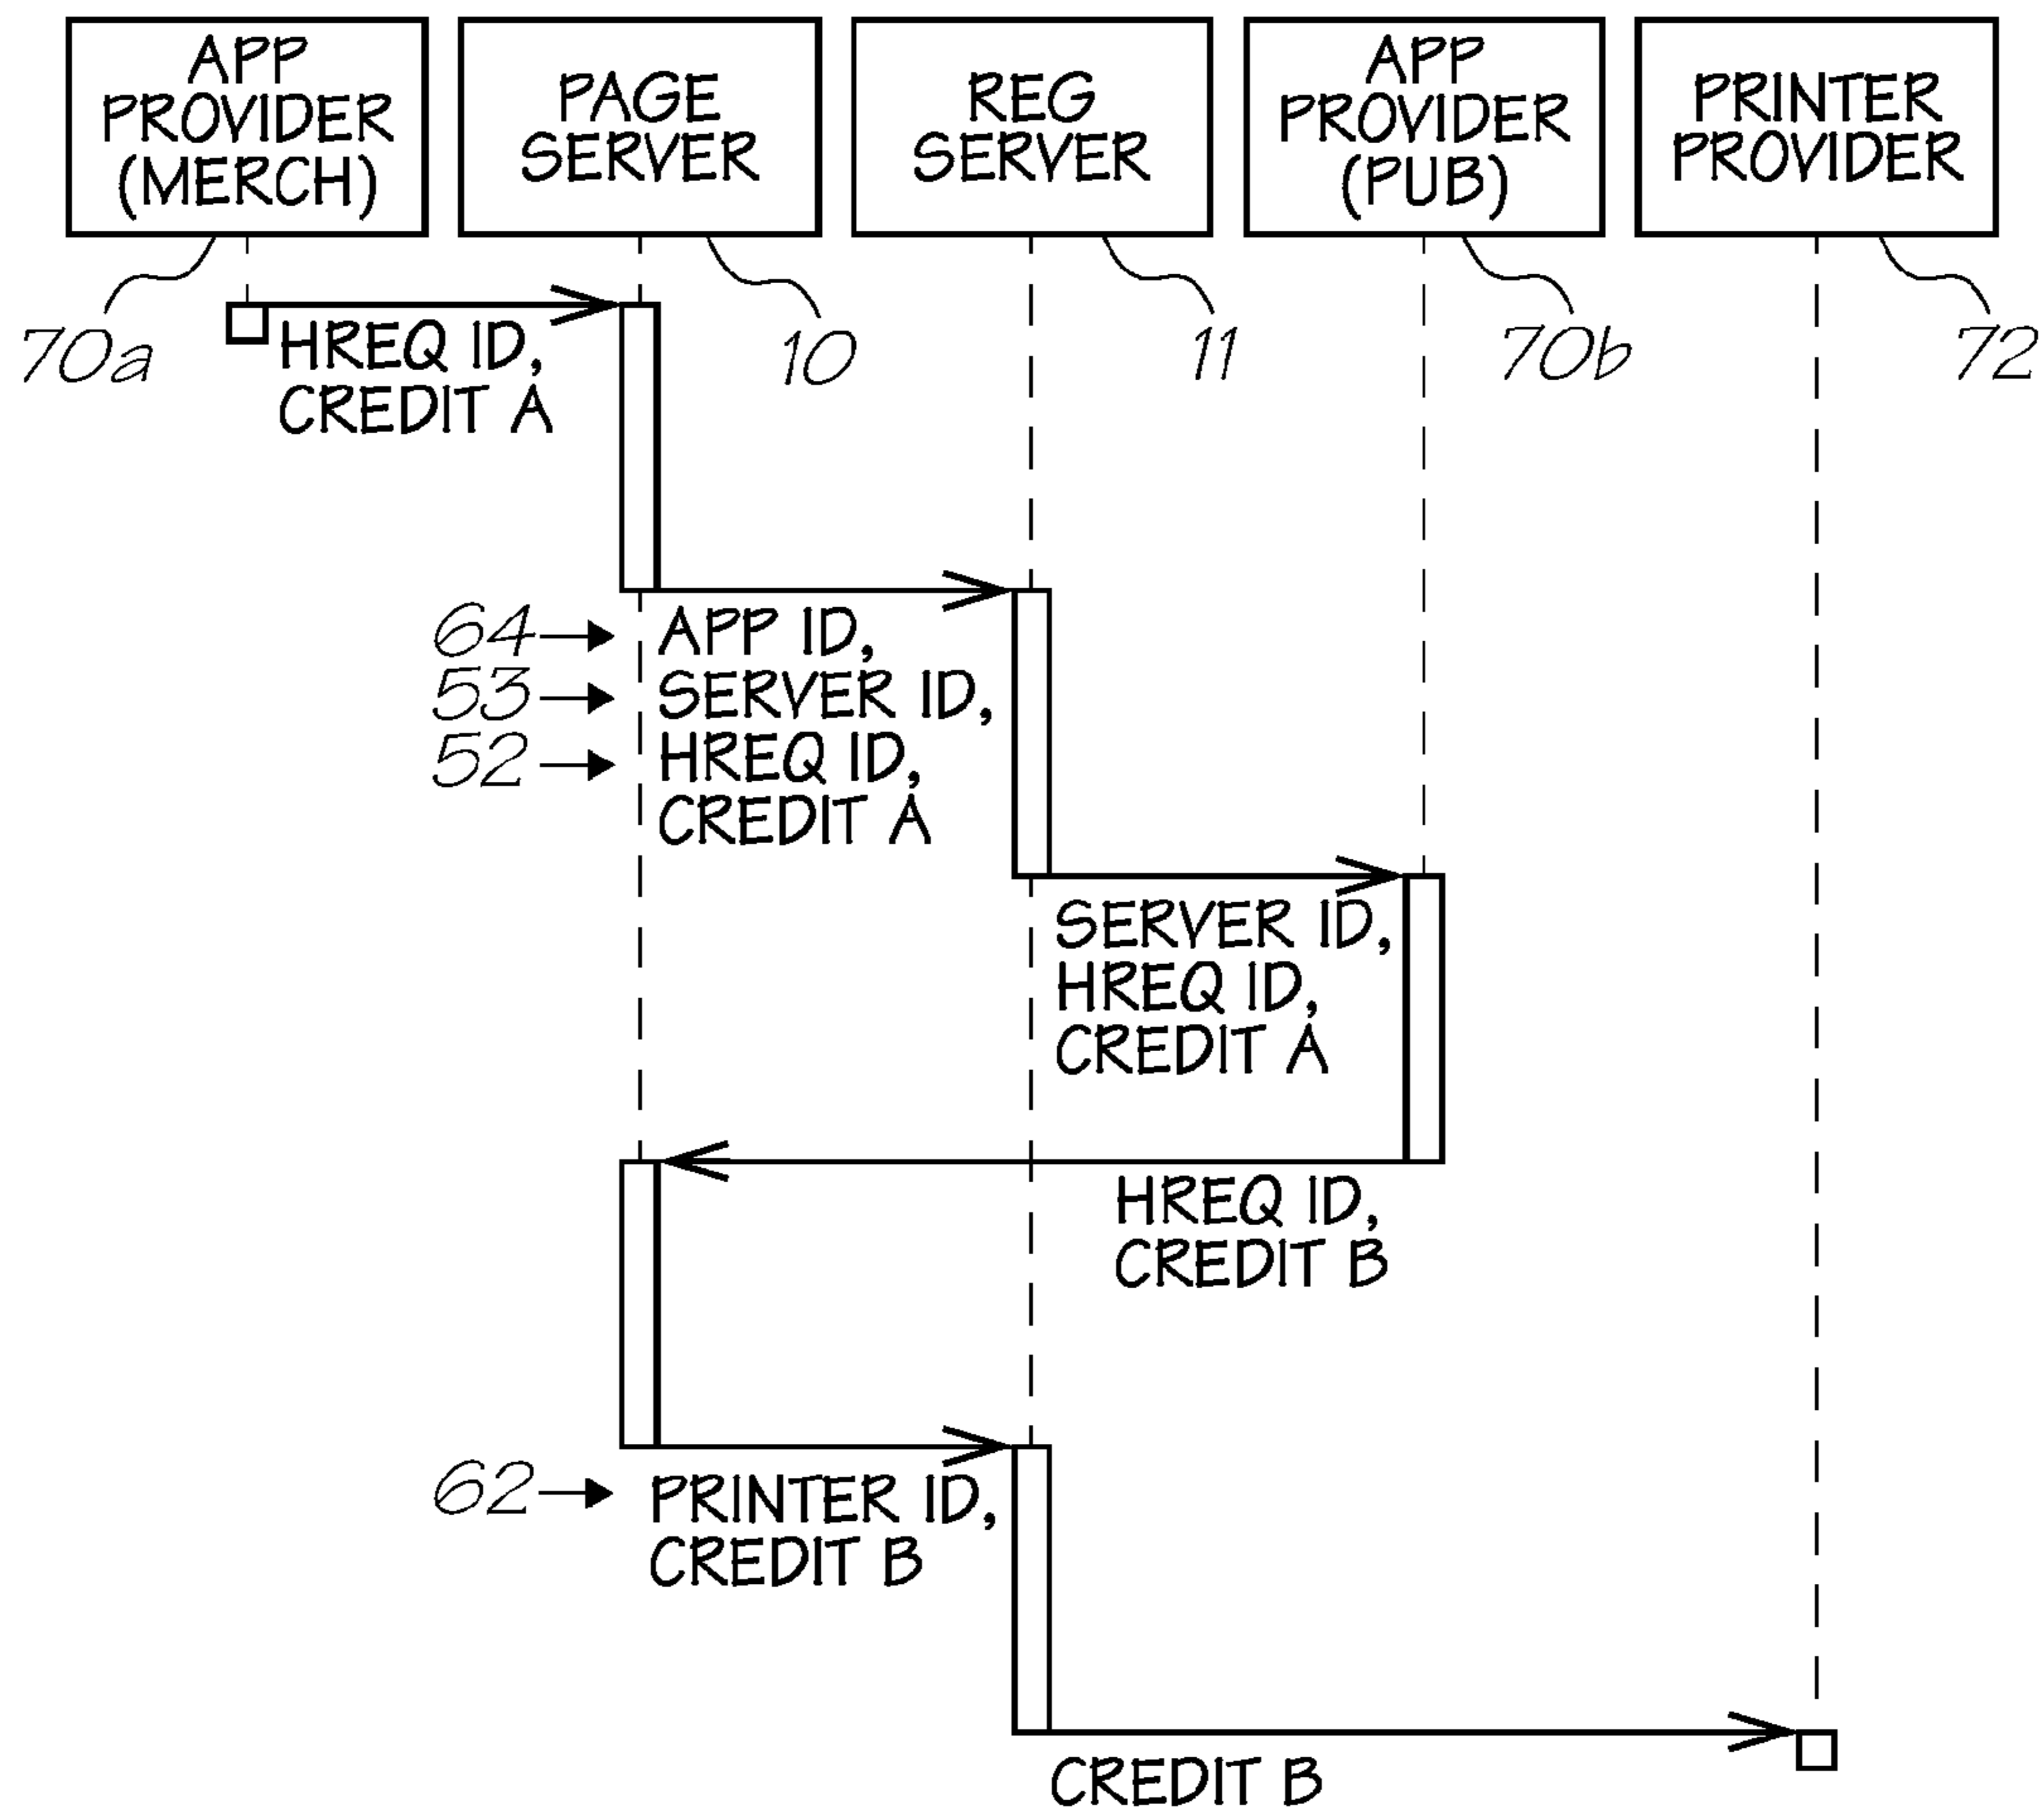 APP
PROVIDER
(MERCH)
PAGE
SERVER
REG
SERVER
APP
PROVIDER
(PUB)
PRINTER
PROVIDER
70a
10
11
70b
72
HREQ ID,
CREDIT A
64
APP ID,
53
SERVER ID,
52
HREQ ID,
CREDIT A
SERVER ID,
HREQ ID,
CREDIT A
HREQ ID,
CREDIT B
62
PRINTER ID,
CREDIT B
CREDIT B